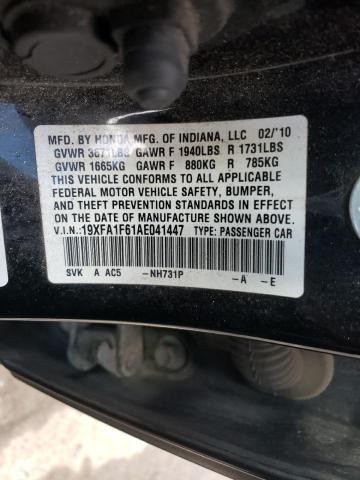 MFD. BY HONDA MFG. OF INDIANA, LLC 02/'10
GVWR 3671LBS GAWR F 1940LBS R 1731LBS
GVWR 1665KG GAWR F 880KG R 785KG
THIS VEHICLE CONFORMS TO ALL APPLICABLE
FEDERAL MOTOR VEHICLE SAFETY, BUMPER,
AND THEFT PREVENTION STANDARDS IN EFFECT
ON THE DATE OF MANUFACTURE SHOWN ABOVE.
V.I.N.:19XFA1F61AE041447 TYPE: PASSENGER CAR
SVK A AC5 -NH731P -A -E